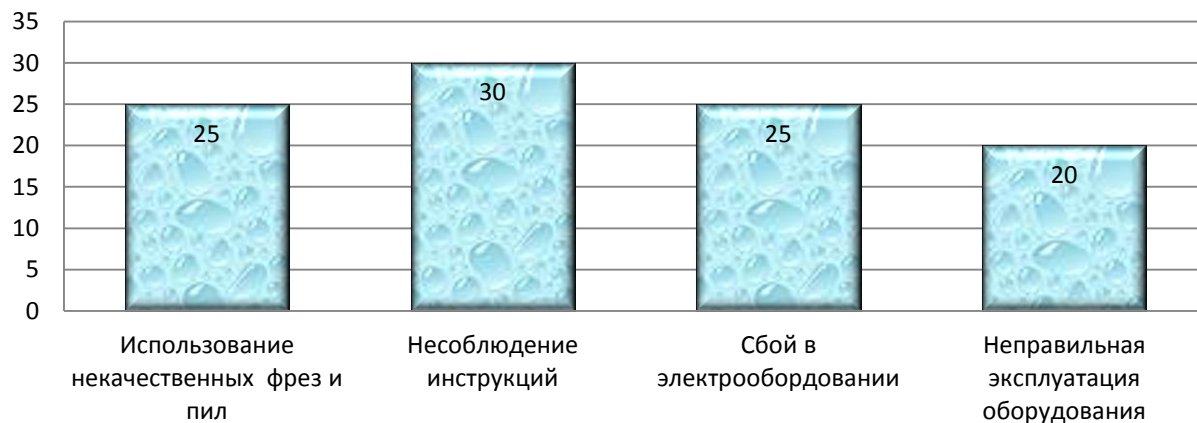 35
30
25
20
15
10
5
0
25
30
25
20
Использование
некачественных фрез и
пил
Несоблюдение
инструкций
Сбой в
электрообордовании
Неправильная
эксплуатация
оборудования